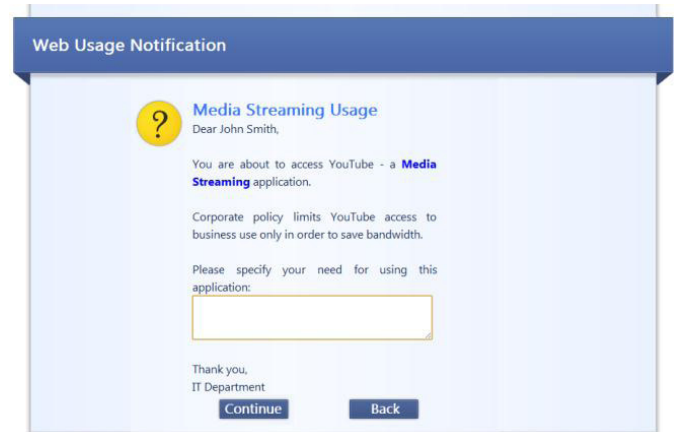 Web Usage Notification
?
Media Streaming Usage
Dear John Smith,
You are about to access YouTube - a Media
Streaming application.
Corporate policy limits YouTube access to
business use only in order to save bandwidth.
Please specify your need for using this
application:
Thank you,
IT Department
Continue Back